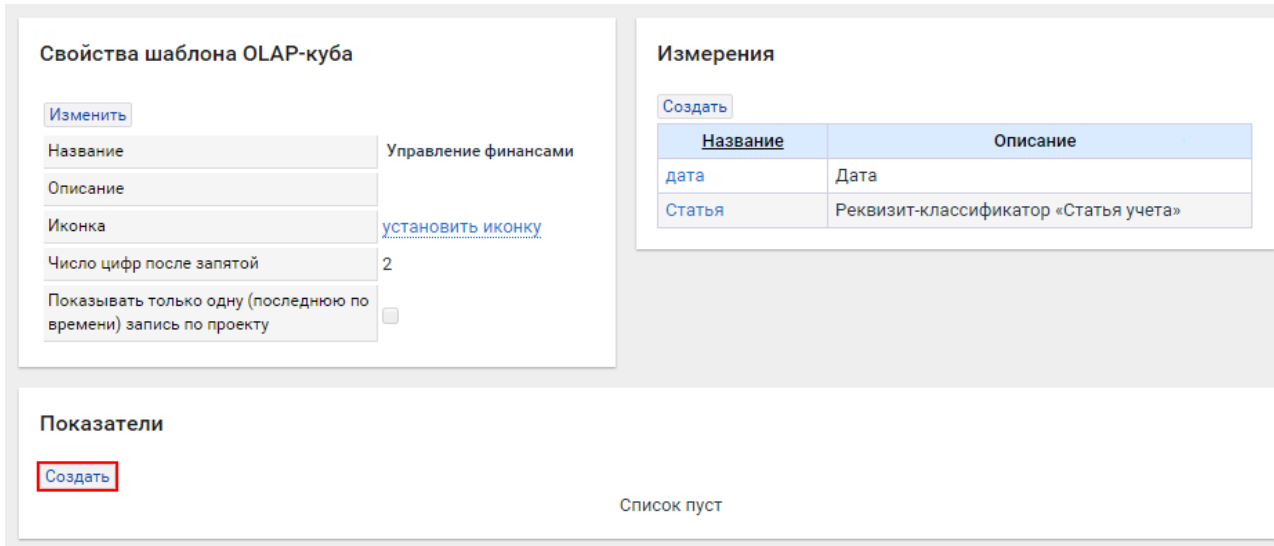 Свойства шаблона OLAP-куба
Изменить
Название Управление финансами
Описание
Иконка установить иконку
Число цифр после запятой 2
Показывать только одну (последнюю по
времени) запись по проекту
Измерения
Создать
Название Описание
дата Дата
Статья Реквизит-классификатор «Статья учета»
Показатели
Создать
Список пуст